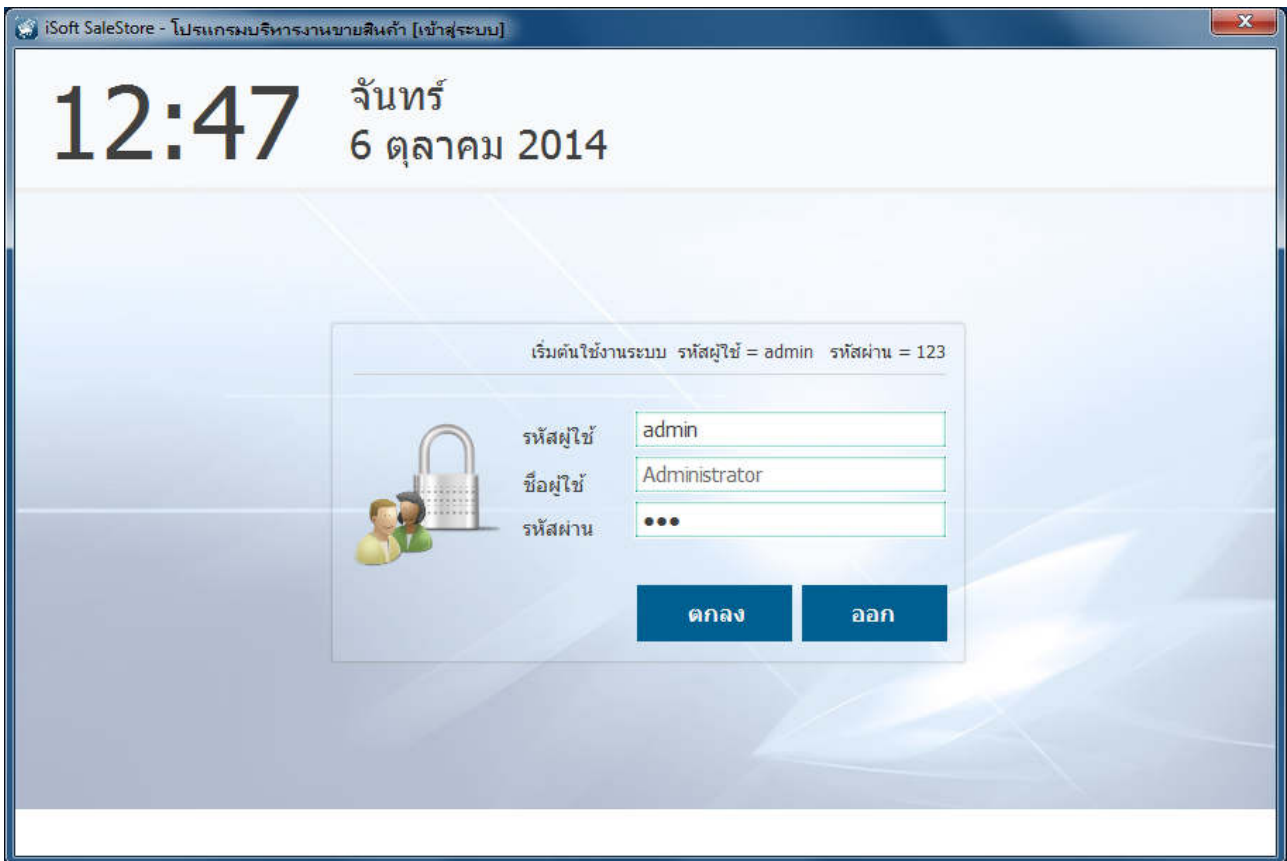 iSoft SaleStore - โปรแกรมบริหารงานขายสินค้า [เข้าสู่ระบบ]
12:47
จันทร์
6 ตุลาคม 2014
เริ่มต้นใช้งานระบบ รหัสผู้ใช้ = admin รหัสผ่าน = 123
รหัสผู้ใช้ admin
ชื่อผู้ใช้ Administrator
รหัสผ่าน •••
ตกลง ออก